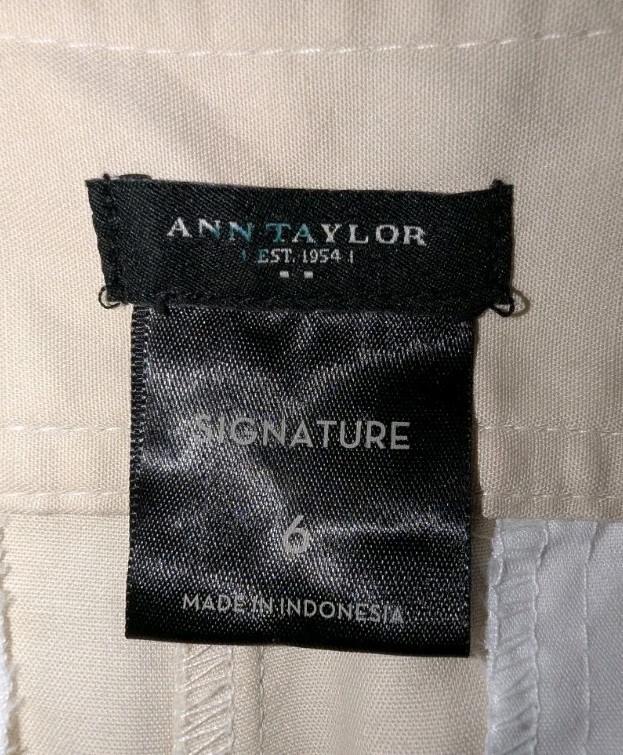 ANN TAYLOR
EST. 1954
SIGNATURE
6
MADE IN INDONESIA